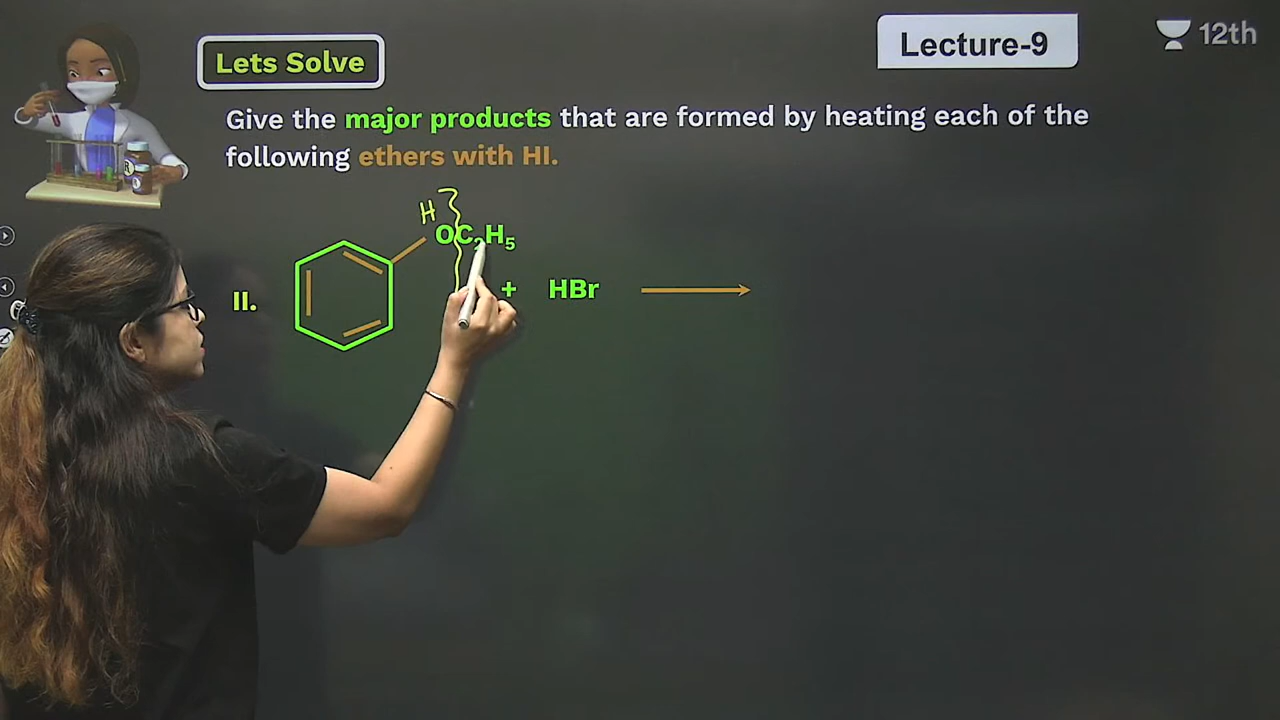 Lets Solve
Lecture-9
12th
Give the major products that are formed by heating each of the
following ethers with HI.
H
OC₂H₅
II.
+ HBr